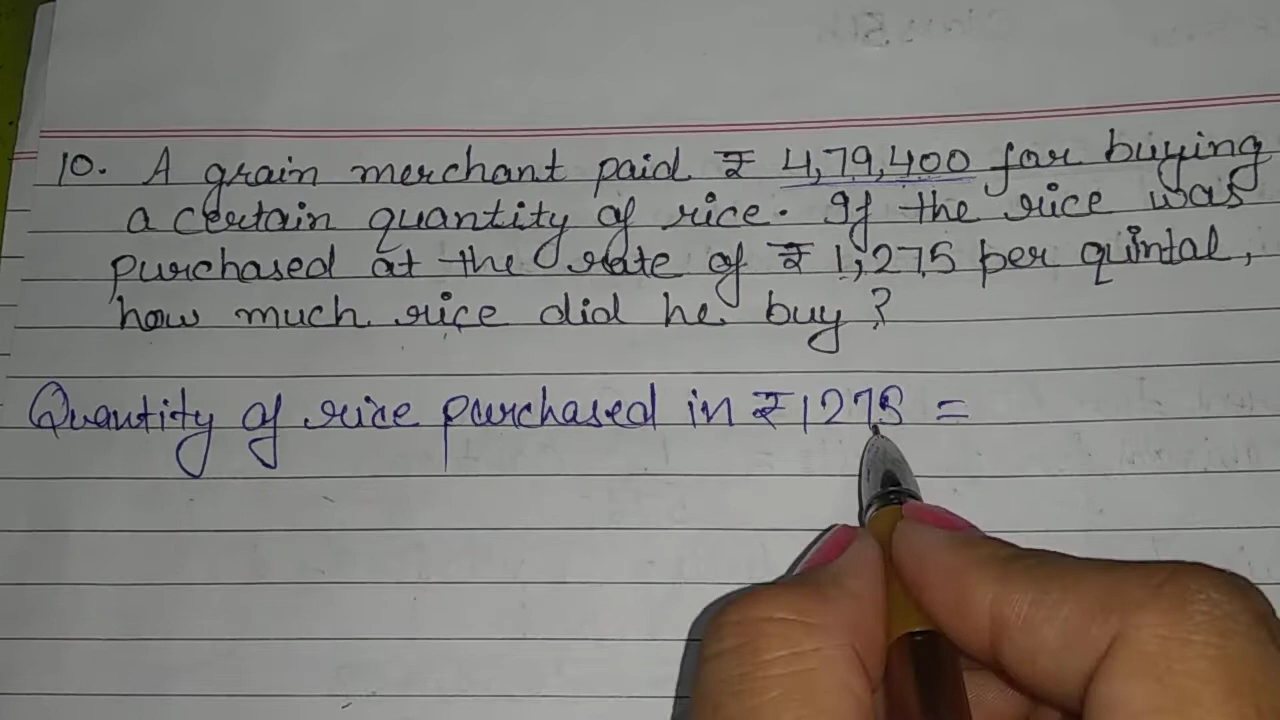 10. A grain merchant paid ₹ 4,79,400 for buying
a certain quantity of rice. If the rice was
purchased at the rate of ₹ 1,275 per quintal,
how much rice did he buy?
Quantity of rice purchased in ₹1275 =